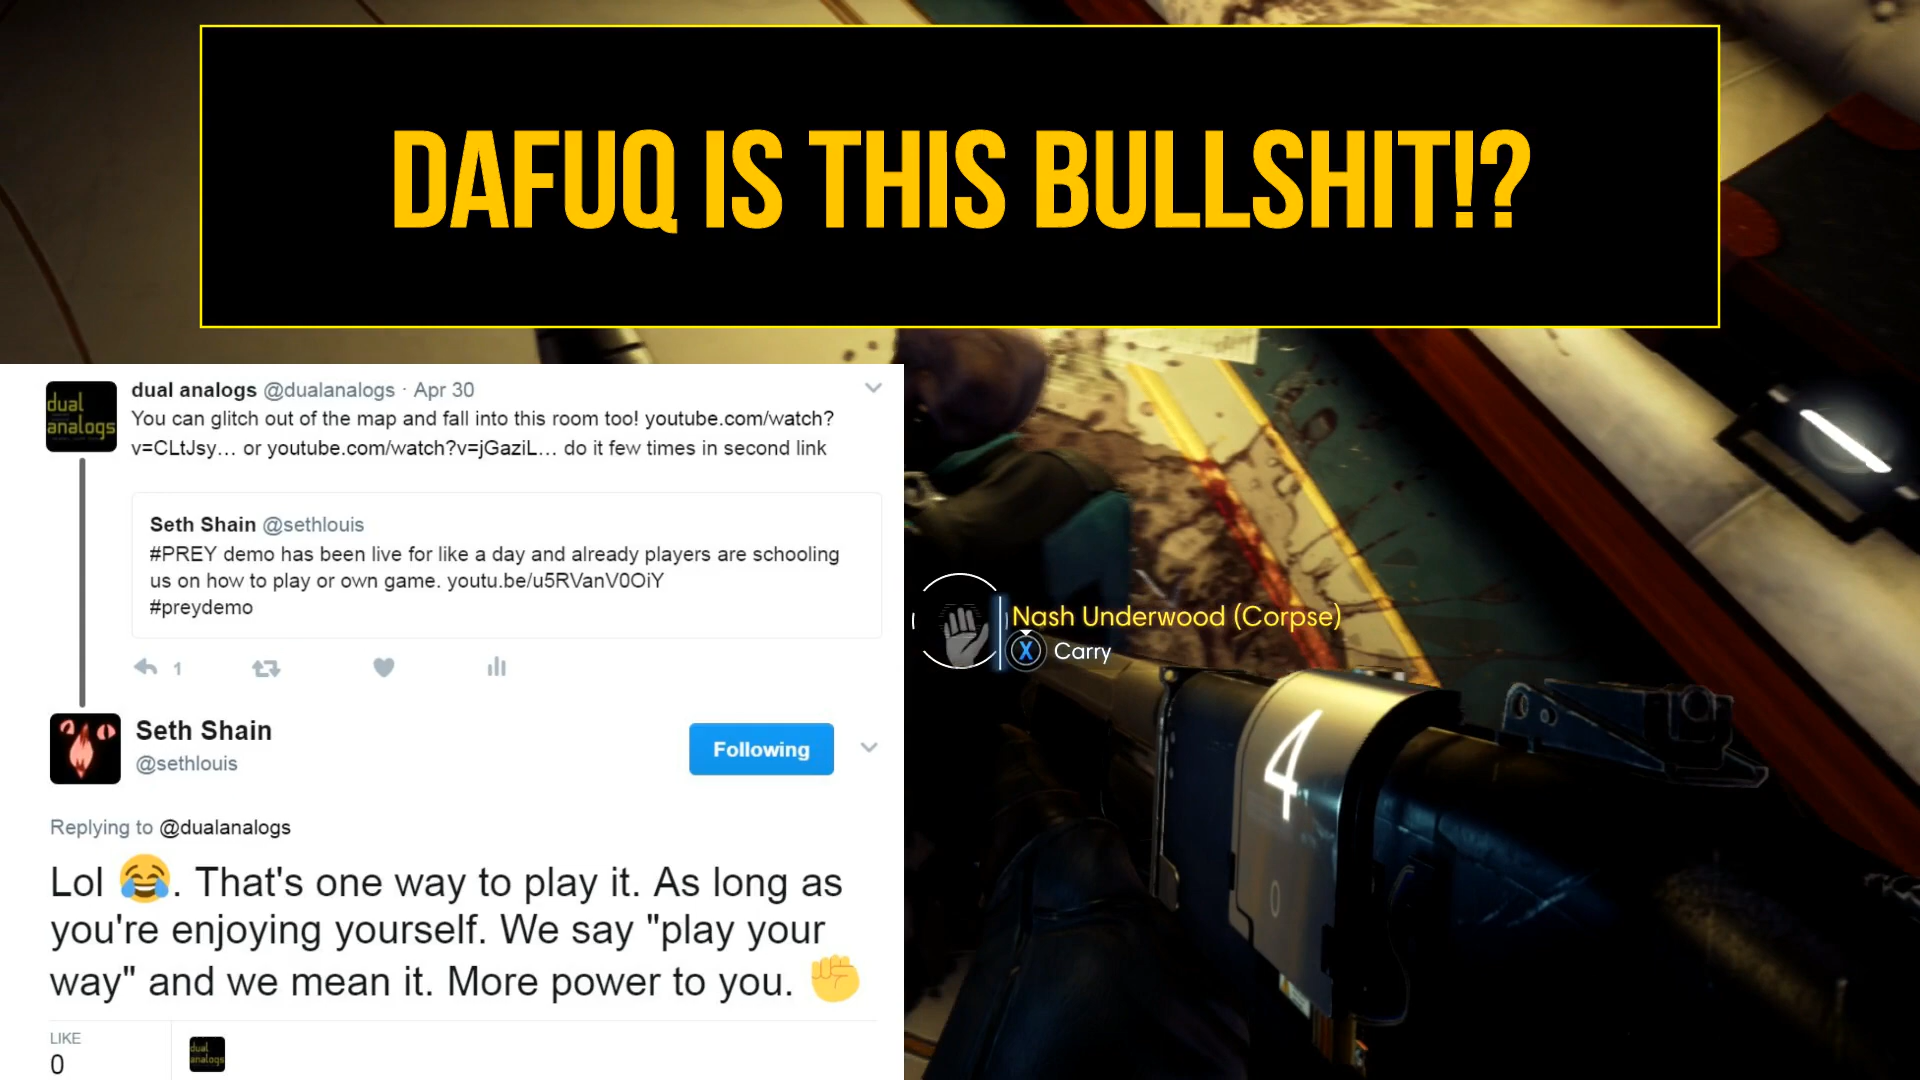 DAFUQ IS THIS BULLSHIT!?
dual analogs @dualanalogs · Apr 30
You can glitch out of the map and fall into this room too! youtube.com/watch?
v=CLtJsy… or youtube.com/watch?v=jGaziL… do it few times in second link
dual
analogs
Seth Shain @sethlouis
#PREY demo has been live for like a day and already players are schooling
us on how to play or own game. youtu.be/u5RVanV0OiY
#preydemo
1
Seth Shain
@sethlouis
Following
Replying to @dualanalogs
Lol 😂. That's one way to play it. As long as
you're enjoying yourself. We say "play your
way" and we mean it. More power to you. ✊
LIKE
0
dual
analogs
Nash Underwood (Corpse)
X Carry
4
0